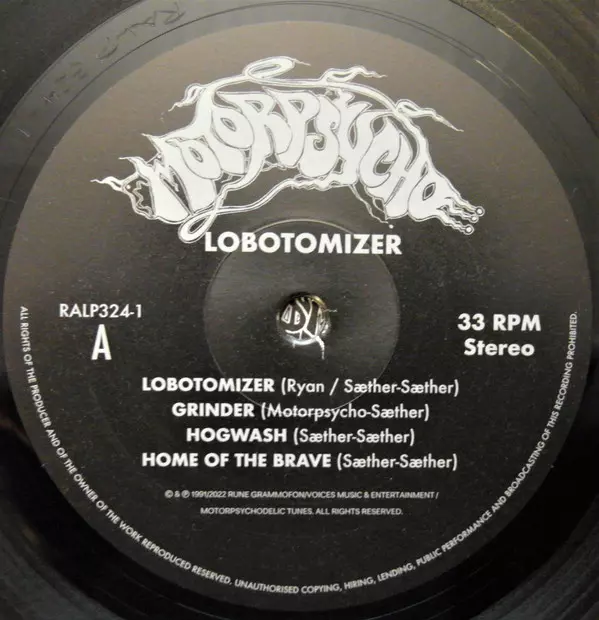 MOTORPSYCHO
LOBOTOMIZER
RALP324-1
A
33 RPM
Stereo
LOBOTOMIZER (Ryan / Sæther-Sæther)
GRINDER (Motorpsycho-Sæther)
HOGWASH (Sæther-Sæther)
HOME OF THE BRAVE (Sæther-Sæther)
© & ℗ 1991/2022 RUNE GRAMMOFON/VOICES MUSIC & ENTERTAINMENT /
MOTORPSYCHODELIC TUNES. ALL RIGHTS RESERVED.
ALL RIGHTS OF THE PRODUCER AND OF THE OWNER OF THE WORK REPRODUCED RESERVED. UNAUTHORISED COPYING, HIRING, LENDING, PUBLIC PERFORMANCE AND BROADCASTING OF THIS RECORDING PROHIBITED.